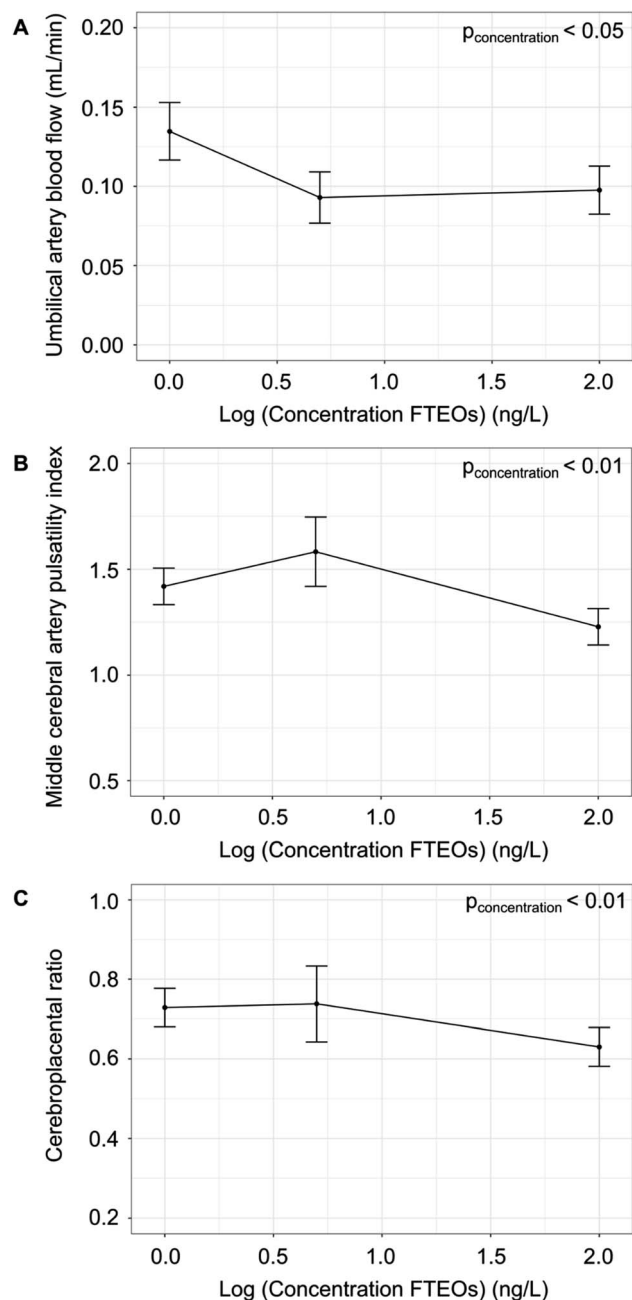 A
p concentration < 0.05
Umbilical artery blood flow (mL/min)
0.20
0.15
0.10
0.05
0.00
0.0 0.5 1.0 1.5 2.0
Log (Concentration FTEOs) (ng/L)
B
p concentration < 0.01
Middle cerebral artery pulsatility index
2.0
1.5
1.0
0.5
0.0 0.5 1.0 1.5 2.0
Log (Concentration FTEOs) (ng/L)
C
p concentration < 0.01
Cerebroplacental ratio
1.0
0.8
0.6
0.4
0.2
0.0 0.5 1.0 1.5 2.0
Log (Concentration FTEOs) (ng/L)